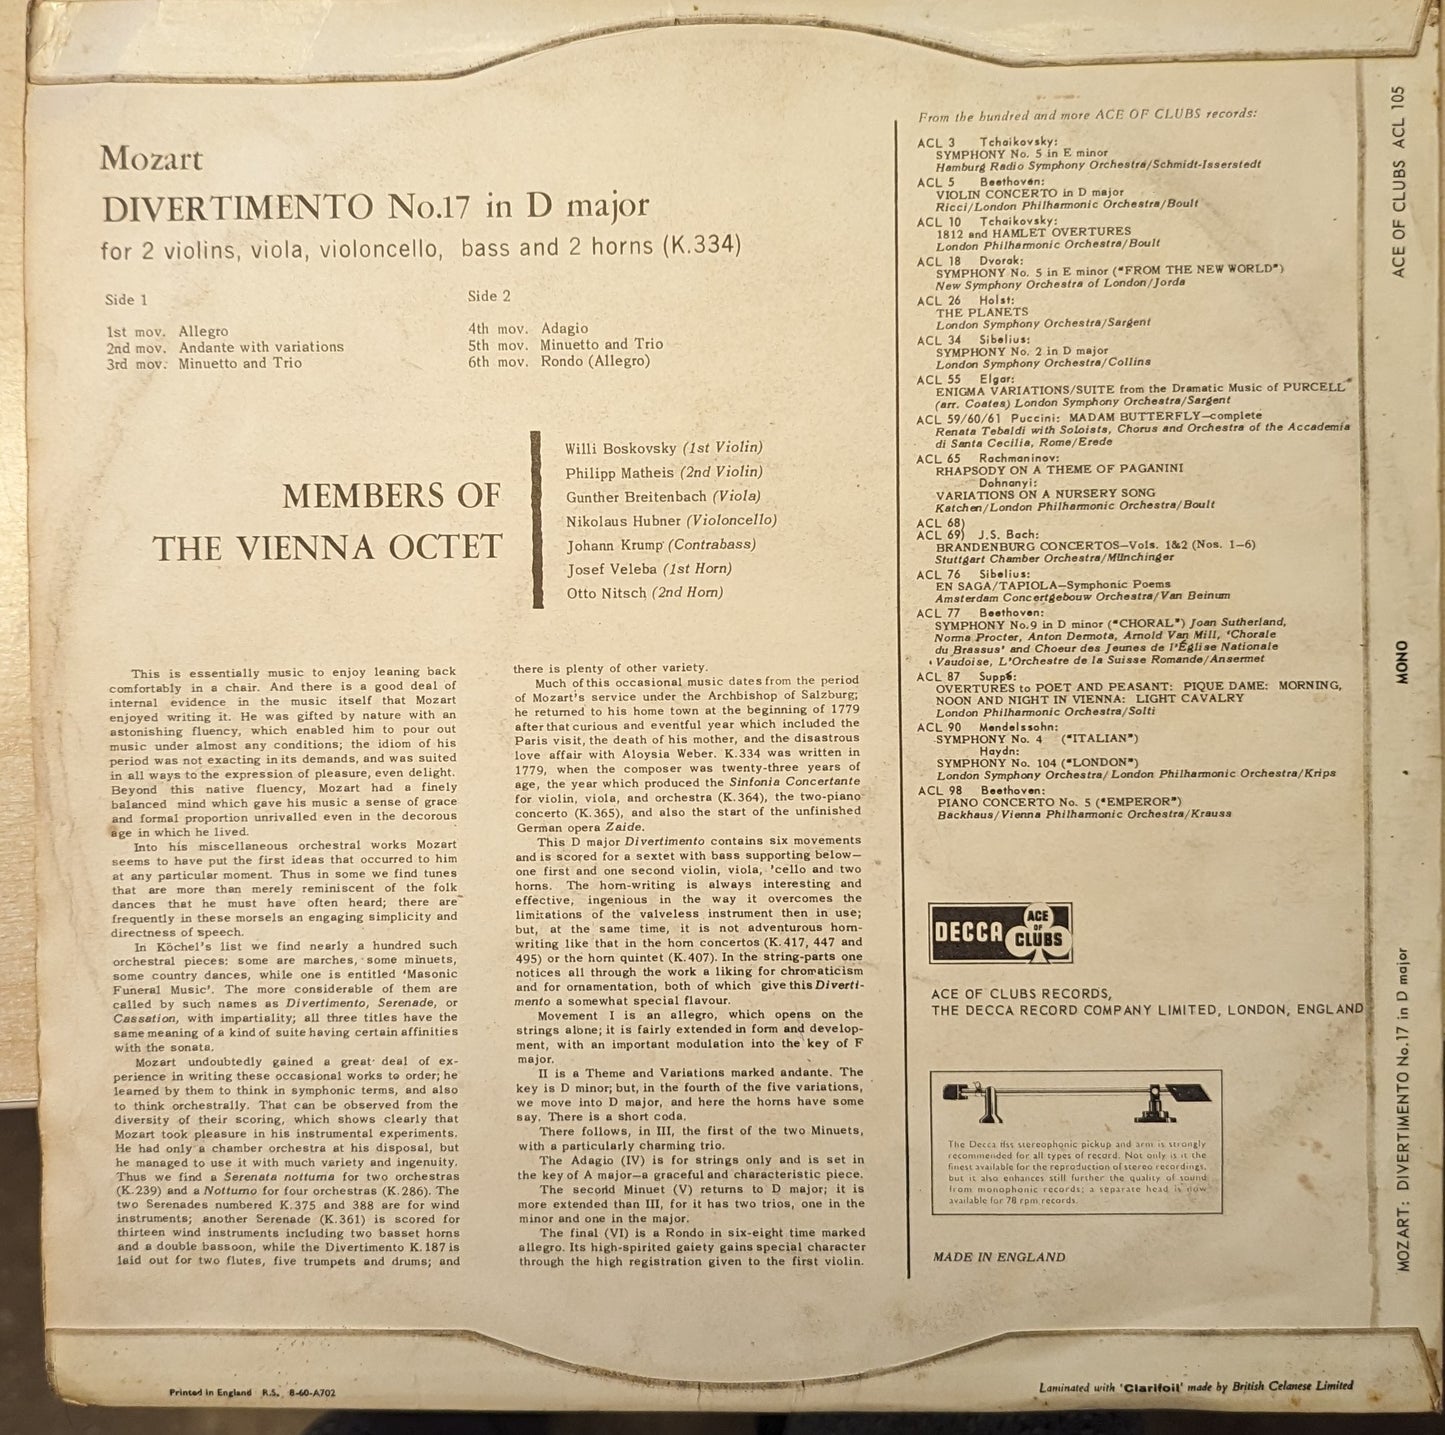 Mozart
DIVERTIMENTO No.17 in D major
for 2 violins, viola, violoncello, bass and 2 horns (K.334)
Side 1
1st mov. Allegro
2nd mov. Andante with variations
3rd mov. Minuetto and Trio
Side 2
4th mov. Adagio
5th mov. Minuetto and Trio
6th mov. Rondo (Allegro)
MEMBERS OF
THE VIENNA OCTET
Willi Boskovsky (1st Violin)
Philipp Matheis (2nd Violin)
Gunther Breitenbach (Viola)
Nikolaus Hubner (Violoncello)
Johann Krump (Contrabass)
Josef Veleba (1st Horn)
Otto Nitsch (2nd Horn)
This is essentially music to enjoy leaning back
comfortably in a chair. And there is a good deal of
internal evidence in the music itself that Mozart
enjoyed writing it. He was gifted by nature with an
astonishing fluency, which enabled him to pour out
music under almost any conditions; the idiom of his
period was not exacting in its demands, and was suited
in all ways to the expression of pleasure, even delight.
Beyond this native fluency, Mozart had a finely
balanced mind which gave his music a sense of grace
and formal proportion unrivalled even in the decorous
age in which he lived.
Into his miscellaneous orchestral works Mozart
seems to have put the first ideas that occurred to him
at any particular moment. Thus in some we find tunes
that are more than merely reminiscent of the folk
dances that he must have often heard; there are
frequently in these morsels an engaging simplicity and
directness of speech.
In Köchel's list we find nearly a hundred such
orchestral pieces: some are marches, some minuets,
some country dances, while one is entitled 'Masonic
Funeral Music'. The more considerable of them are
called by such names as Divertimento, Serenade, or
Cassation, with impartiality; all three titles have the
same meaning of a kind of suite having certain affinities
with the sonata.
Mozart undoubtedly gained a great deal of ex-
perience in writing these occasional works to order; he
learned by them to think in symphonic terms, and also
to think orchestrally. That can be observed from the
diversity of their scoring, which shows clearly that
Mozart took pleasure in his instrumental experiments.
He had only a chamber orchestra at his disposal, but
he managed to use it with much variety and ingenuity.
Thus we find a Serenata notturna for two orchestras
(K.239) and a Notturno for four orchestras (K.286). The
two Serenades numbered K.375 and 388 are for wind
instruments; another Serenade (K.361) is scored for
thirteen wind instruments including two basset horns
and a double bassoon, while the Divertimento K.187 is
laid out for two flutes, five trumpets and drums; and
there is plenty of other variety.
Much of this occasional music dates from the period
of Mozart's service under the Archbishop of Salzburg;
he returned to his home town at the beginning of 1779
after that curious and eventful year which included the
Paris visit, the death of his mother, and the disastrous
love affair with Aloysia Weber. K.334 was written in
1779, when the composer was twenty-three years of
age, the year which produced the Sinfonia Concertante
for violin, viola, and orchestra (K.364), the two-piano
concerto (K.365), and also the start of the unfinished
German opera Zaide.
This D major Divertimento contains six movements
and is scored for a sextet with bass supporting below—
one first and one second violin, viola, 'cello and two
horns. The horn-writing is always interesting and
effective, ingenious in the way it overcomes the
limitations of the valveless instrument then in use;
but, at the same time, it is not adventurous horn-
writing like that in the horn concertos (K.417, 447 and
495) or the horn quintet (K.407). In the string-parts one
notices all through the work a liking for chromaticism
and for ornamentation, both of which give this Diverti-
mento a somewhat special flavour.
Movement I is an allegro, which opens on the
strings alone; it is fairly extended in form and develop-
ment, with an important modulation into the key of F
major.
II is a Theme and Variations marked andante. The
key is D minor; but, in the fourth of the five variations,
we move into D major, and here the horns have some
say. There is a short coda.
There follows, in III, the first of the two Minuets,
with a particularly charming trio.
The Adagio (IV) is for strings only and is set in
the key of A major—a graceful and characteristic piece.
The second Minuet (V) returns to D major; it is
more extended than III, for it has two trios, one in the
minor and one in the major.
The final (VI) is a Rondo in six-eight time marked
allegro. Its high-spirited gaiety gains special character
through the high registration given to the first violin.
From the hundred and more ACE OF CLUBS records:
ACL 3 Tchaikovsky:
SYMPHONY No. 5 in E minor
Hamburg Radio Symphony Orchestra/Schmidt-Isserstedt
ACL 5 Beethoven:
VIOLIN CONCERTO in D major
Ricci/London Philharmonic Orchestra/Boult
ACL 10 Tchaikovsky:
1812 and HAMLET OVERTURES
London Philharmonic Orchestra/Boult
ACL 18 Dvorak:
SYMPHONY No. 5 in E minor ("FROM THE NEW WORLD")
New Symphony Orchestra of London/Jorda
ACL 26 Holst:
THE PLANETS
London Symphony Orchestra/Sargent
ACL 34 Sibelius:
SYMPHONY No. 2 in D major
London Symphony Orchestra/Collins
ACL 55 Elgar:
ENIGMA VARIATIONS/SUITE from the Dramatic Music of PURCELL
(arr. Coates) London Symphony Orchestra/Sargent
ACL 59/60/61 Puccini: MADAM BUTTERFLY—complete
Renata Tebaldi with Soloists, Chorus and Orchestra of the Accademia
di Santa Cecilia, Rome/Erede
ACL 65 Rachmaninov:
RHAPSODY ON A THEME OF PAGANINI
Dohnanyi:
VARIATIONS ON A NURSERY SONG
Katchen/London Philharmonic Orchestra/Boult
ACL 68)
ACL 69) J.S. Bach:
BRANDENBURG CONCERTOS—Vols. 1&2 (Nos. 1–6)
Stuttgart Chamber Orchestra/Münchinger
ACL 76 Sibelius:
EN SAGA/TAPIOLA—Symphonic Poems
Amsterdam Concertgebouw Orchestra/Van Beinum
ACL 77 Beethoven:
SYMPHONY No.9 in D minor ("CHORAL") Joan Sutherland,
Norma Procter, Anton Dermota, Arnold Van Mill, 'Chorale
du Brassus' and Choeur des Jeunes de l'Église Nationale
Vaudoise, L'Orchestre de la Suisse Romande/Ansermet
ACL 87 Suppé:
OVERTURES to POET AND PEASANT: PIQUE DAME: MORNING,
NOON AND NIGHT IN VIENNA: LIGHT CAVALRY
London Philharmonic Orchestra/Solti
ACL 90 Mendelssohn:
SYMPHONY No. 4 ("ITALIAN")
Haydn:
SYMPHONY No. 104 ("LONDON")
London Symphony Orchestra/London Philharmonic Orchestra/Krips
ACL 98 Beethoven:
PIANO CONCERTO No. 5 ("EMPEROR")
Backhaus/Vienna Philharmonic Orchestra/Krauss
DECCA ACE OF CLUBS
ACE OF CLUBS RECORDS,
THE DECCA RECORD COMPANY LIMITED, LONDON, ENGLAND
The Decca ffss stereophonic pickup and arm is strongly
recommended for all types of record. Not only is it the
finest available for the reproduction of stereo recordings,
but it also enhances still further the quality of sound
from monophonic records; a separate head is now
available for 78 rpm records.
MADE IN ENGLAND
Printed in England R.S. 8-60-A702
Laminated with 'Clarifoil' made by British Celanese Limited
ACE OF CLUBS ACL 105
MONO
MOZART: DIVERTIMENTO No.17 in D major